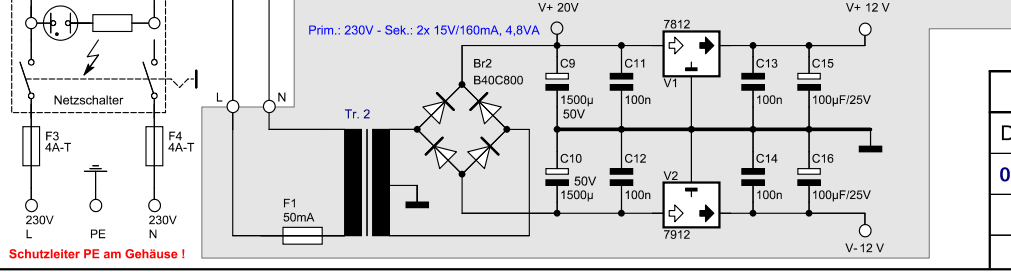 V+ 20V
V+ 12 V
7812
Prim.: 230V - Sek.: 2x 15V/160mA, 4,8VA
Br2
B40C800
C9
1500µ
50V
C11
100n
V1
C13
100n
C15
100µF/25V
Netzschalter
L
N
Tr. 2
F3
4A-T
F4
4A-T
C10
50V
1500µ
C12
100n
V2
C14
100n
C16
100µF/25V
F1
50mA
7912
230V
L
PE
230V
N
V- 12 V
Schutzleiter PE am Gehäuse !
D
0